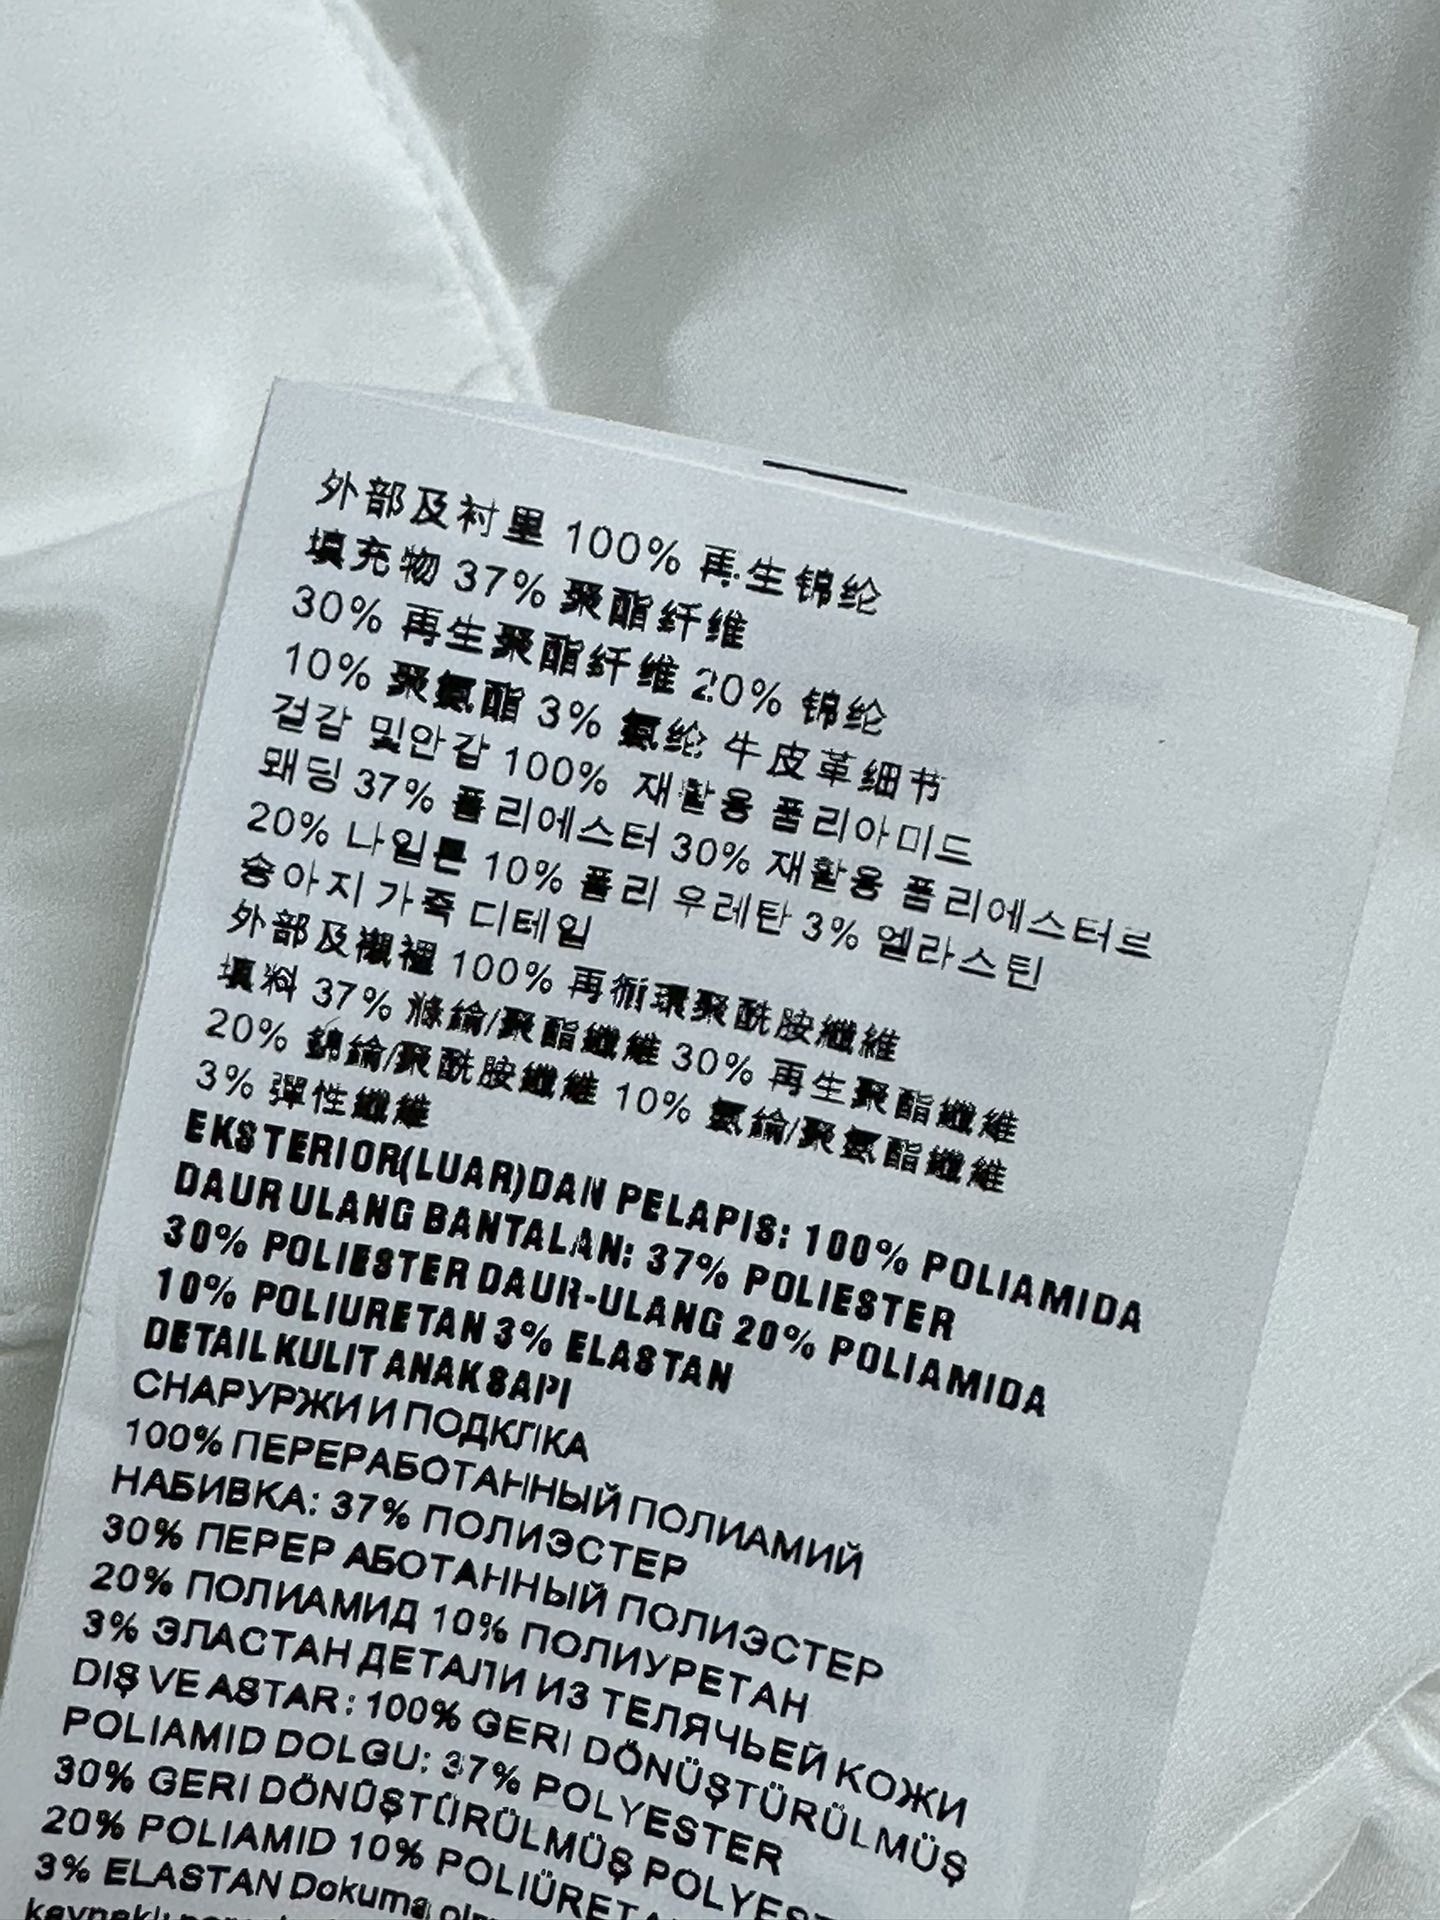 外部及衬里 100% 再生锦纶
填充物 37% 聚酯纤维
30% 再生聚酯纤维 20% 锦纶
10% 聚氨酯 3% 氨纶 牛皮革细节
걸감 및안감 100% 재활용 폼리아미드
패딩 37% 폴리에스터 30% 재활용 폼리에스터르
20% 나일론 10% 폴리 우레탄 3% 엘라스틴
송아지 가죽 디테일
外部及襯裡 100% 再循環聚酰胺纖維
填料 37% 滌綸/聚酯纖維 30% 再生聚酯纖維
20% 錦綸/聚酰胺纖維 10% 氨綸/聚氨酯纖維
3% 彈性纖維
EKSTERIOR(LUAR)DAN PELAPIS: 100% POLIAMIDA
DAUR ULANG BANTALAN: 37% POLIESTER
30% POLIESTER DAUR-ULANG 20% POLIAMIDA
10% POLIURETAN 3% ELASTAN
DETAIL KULIT ANAK SAPI
СНАРУРЖИ И ПОДКПКА
100% ПЕРЕРАБОТАННЫЙ ПОЛИАМИЙ
НАБИВКА: 37% ПОЛИЭСТЕР
30% ПЕРЕР АБОТАННЫЙ ПОЛИЭСТЕР
20% ПОЛИАМИД 10% ПОЛИУРЕТАН
3% ЭЛАСТАН ДЕТАЛИ ИЗ ТЕЛЯЧЬЕЙ КОЖИ
DIŞ VE ASTAR: 100% GERI DÖNÜŞTÜRÜLMÜŞ
POLIAMID DOLGU: 37% POLYESTER
30% GERI DÖNÜŞTÜRÜLMÜŞ
20% POLIAMID 10%
3% ELASTAN Dokuma